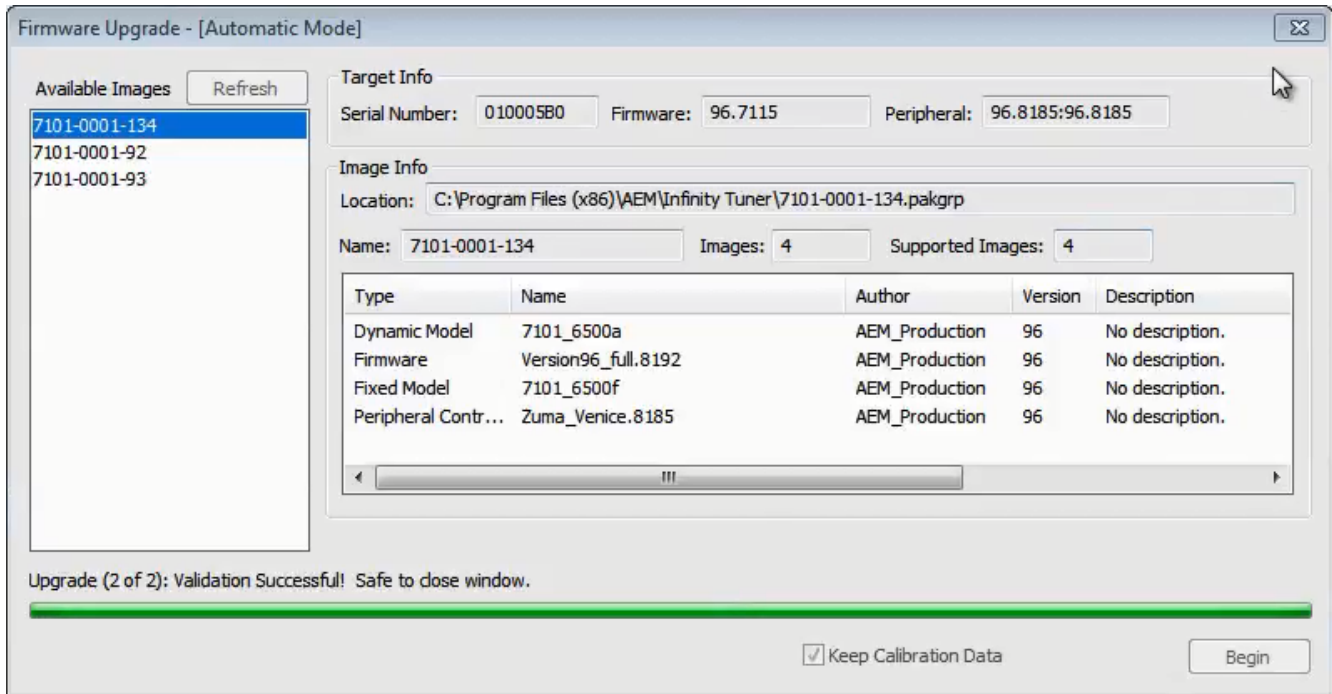 Firmware Upgrade - [Automatic Mode]
Available Images Refresh
7101-0001-134
7101-0001-92
7101-0001-93
Target Info
Serial Number: 010005B0 Firmware: 96.7115 Peripheral: 96.8185:96.8185
Image Info
Location: C:\Program Files (x86)\AEM\Infinity Tuner\7101-0001-134.pakgrp
Name: 7101-0001-134 Images: 4 Supported Images: 4
Type Name Author Version Description
Dynamic Model 7101_6500a AEM_Production 96 No description.
Firmware Version96_full.8192 AEM_Production 96 No description.
Fixed Model 7101_6500f AEM_Production 96 No description.
Peripheral Contr... Zuma_Venice.8185 AEM_Production 96 No description.
Upgrade (2 of 2): Validation Successful! Safe to close window.
Keep Calibration Data
Begin